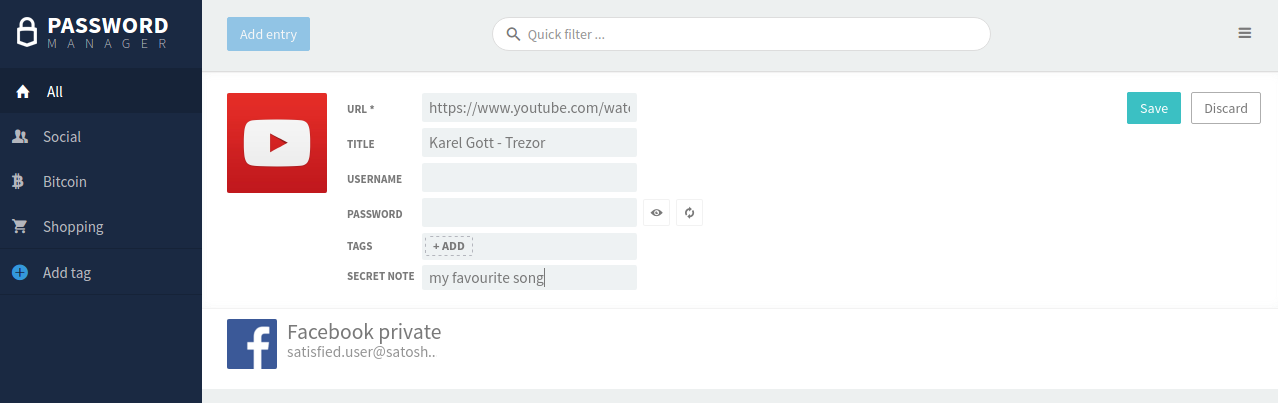 PASSWORD
MANAGER
Add entry
Quick filter ...
All
Social
Bitcoin
Shopping
Add tag
URL * https://www.youtube.com/wat
TITLE Karel Gott - Trezor
USERNAME
PASSWORD
TAGS + ADD
SECRET NOTE my favourite song
Save Discard
Facebook private
satisfied.user@satosh..